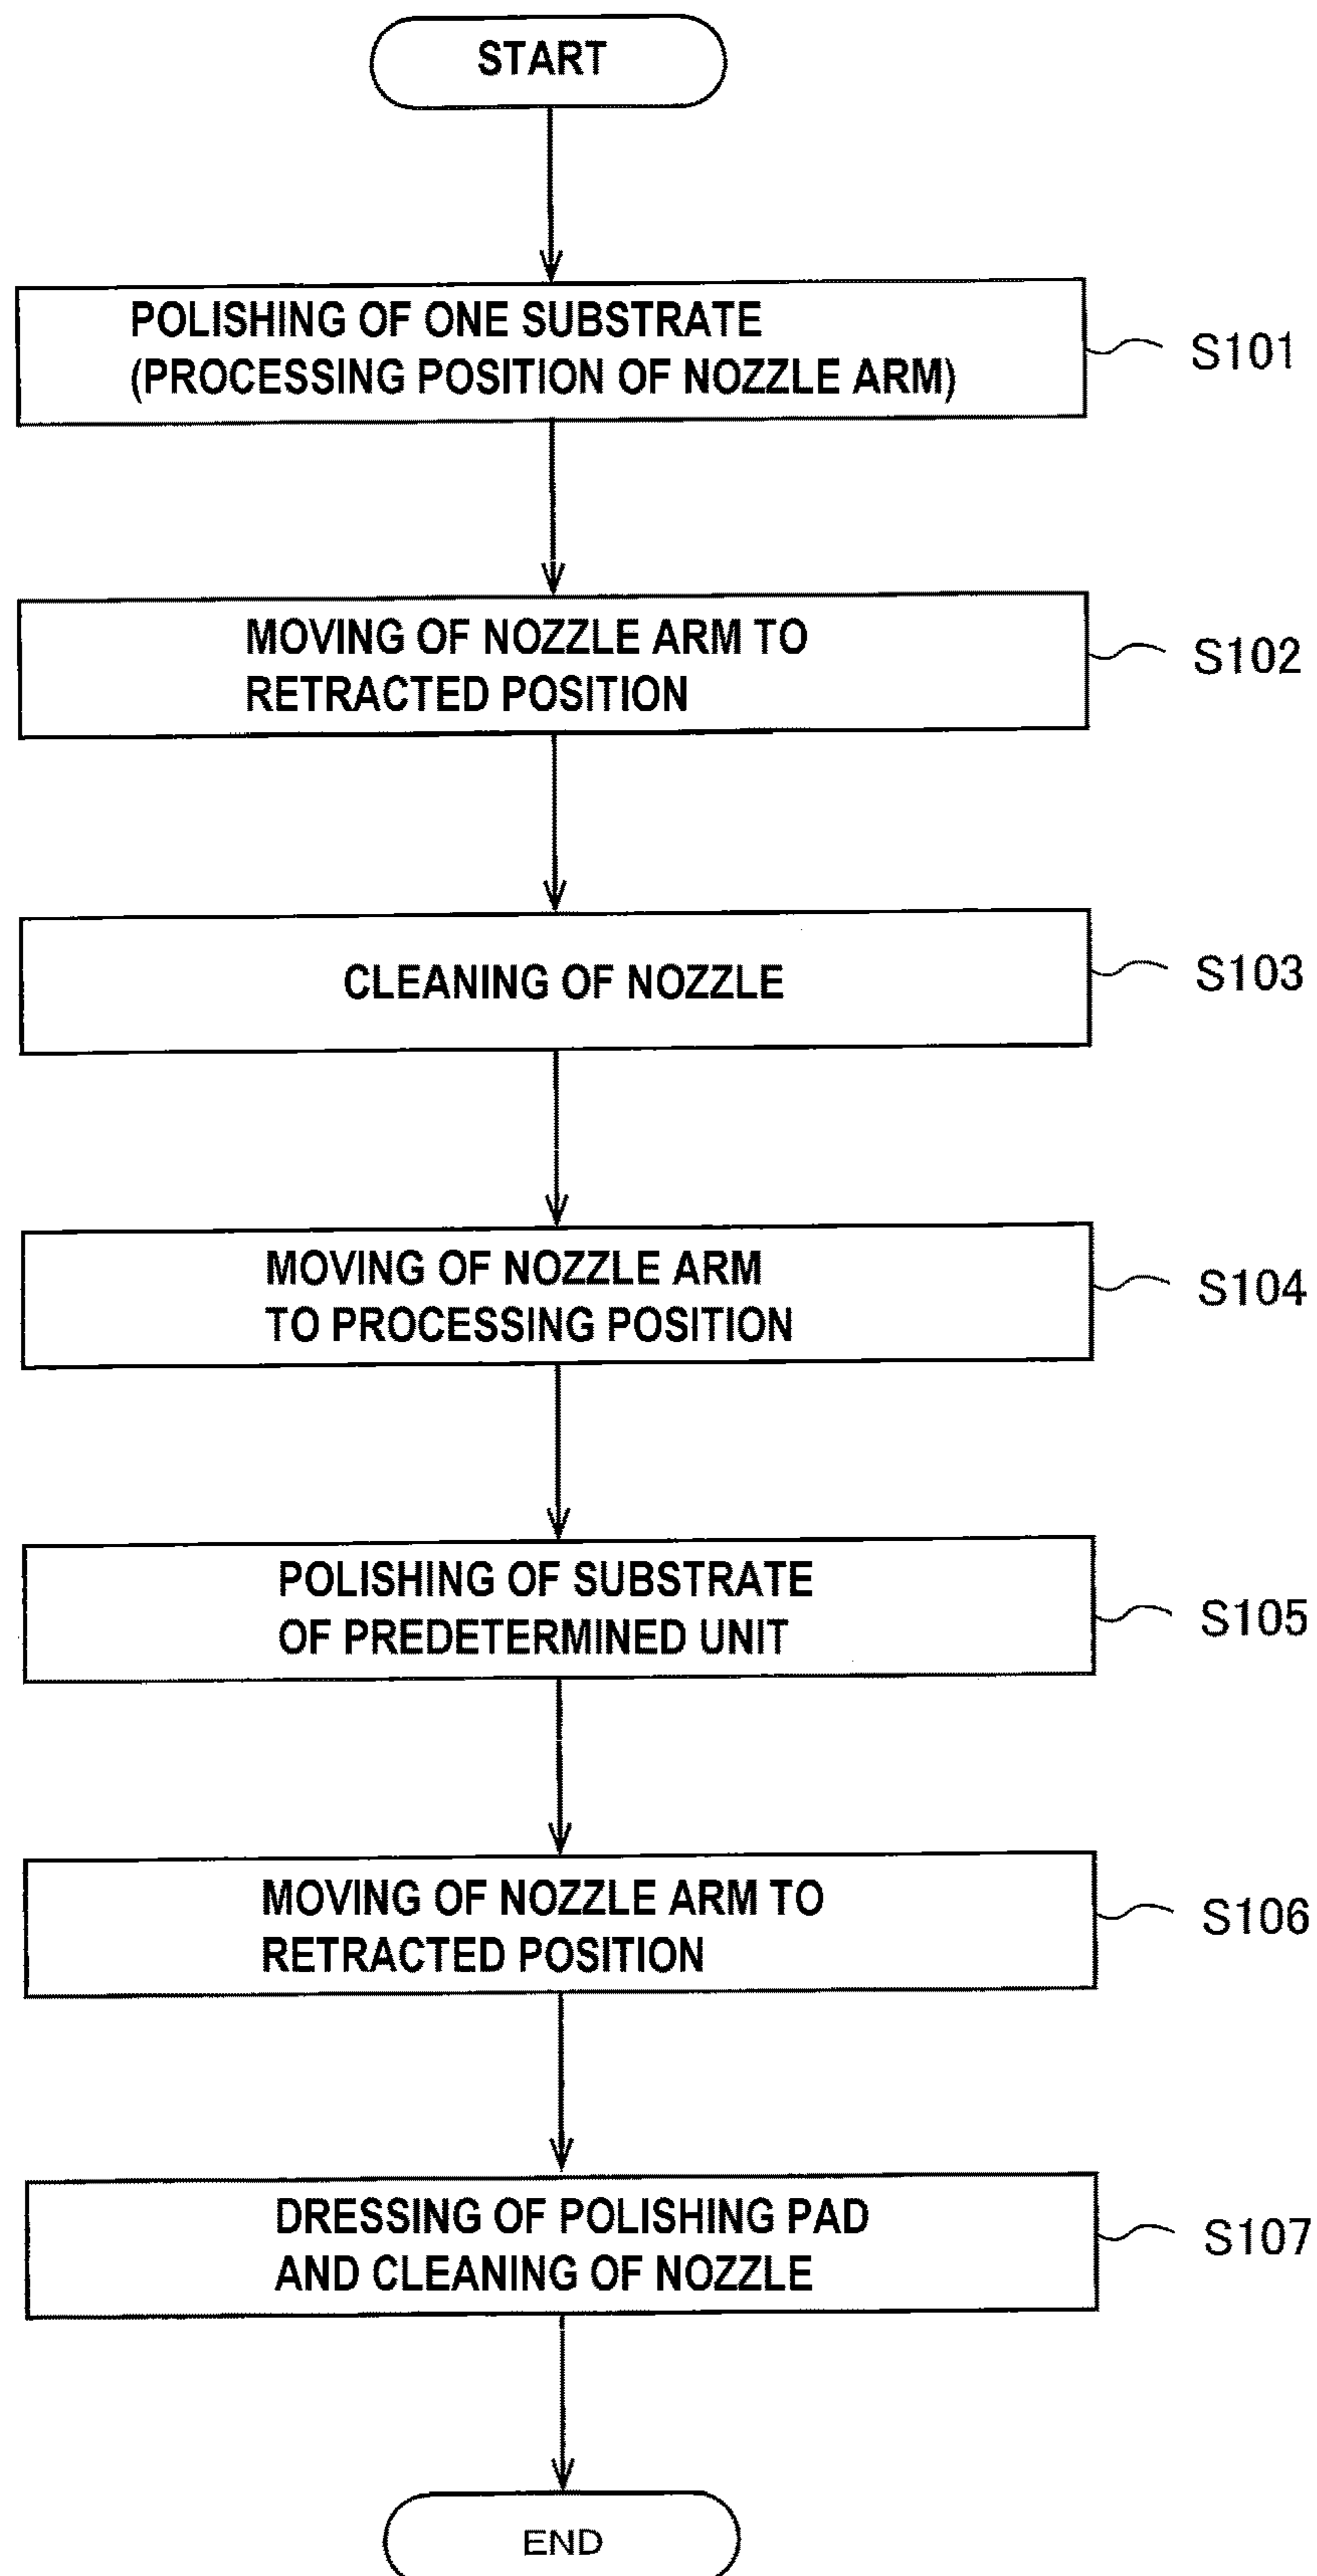 START
POLISHING OF ONE SUBSTRATE
(PROCESSING POSITION OF NOZZLE ARM)
S101
MOVING OF NOZZLE ARM TO
RETRACTED POSITION
S102
CLEANING OF NOZZLE
S103
MOVING OF NOZZLE ARM
TO PROCESSING POSITION
S104
POLISHING OF SUBSTRATE
OF PREDETERMINED UNIT
S105
MOVING OF NOZZLE ARM TO
RETRACTED POSITION
S106
DRESSING OF POLISHING PAD
AND CLEANING OF NOZZLE
S107
END